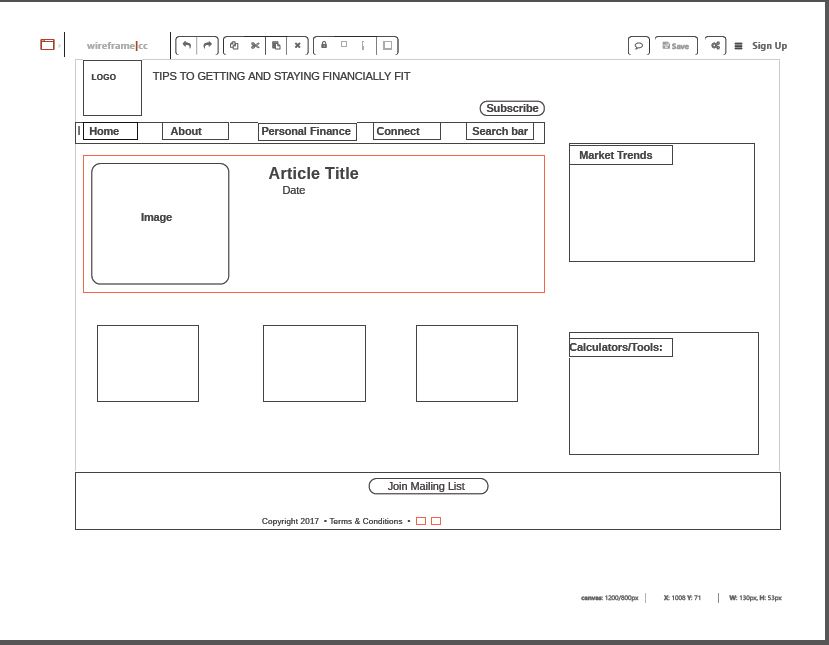 wireframe|cc
Save
Sign Up
LOGO
TIPS TO GETTING AND STAYING FINANCIALLY FIT
Subscribe
Home
About
Personal Finance
Connect
Search bar
Article Title
Date
Image
Market Trends
Calculators/Tools:
Join Mailing List
Copyright 2017 • Terms & Conditions •
canvas: 1200/800px
X: 1008 Y: 71
W: 130px, H: 53px